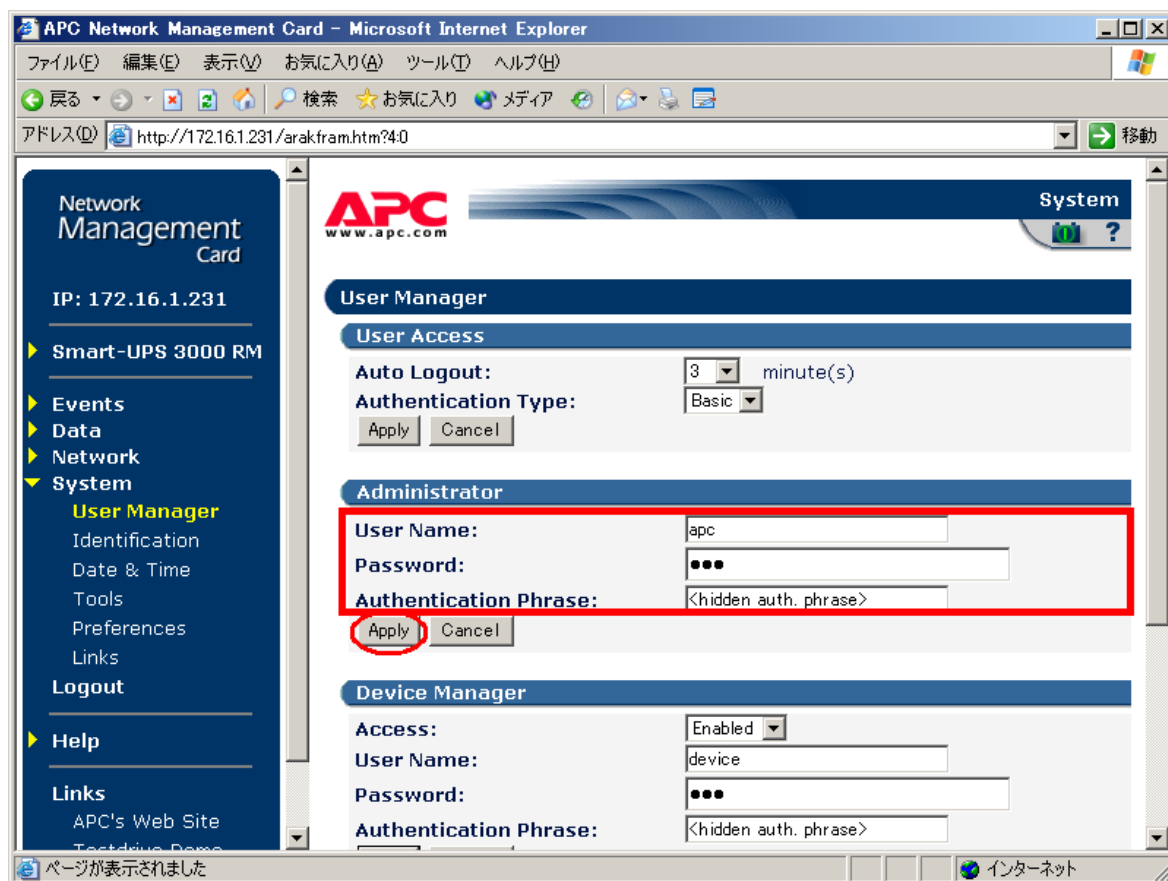 APC Network Management Card - Microsoft Internet Explorer
ファイル(F) 編集(E) 表示(V) お気に入り(A) ツール(T) ヘルプ(H)
戻る 検索 お気に入り メディア
アドレス(D) http://172.16.1.231/arakfram.htm?4:0 移動
Network
Management
Card
IP: 172.16.1.231
Smart-UPS 3000 RM
Events
Data
Network
System
User Manager
Identification
Date & Time
Tools
Preferences
Links
Logout
Help
Links
APC's Web Site
Testdrive Demo
APC
www.apc.com
System
?
User Manager
User Access
Auto Logout: 3 minute(s)
Authentication Type: Basic
Apply Cancel
Administrator
User Name: apc
Password: ●●●
Authentication Phrase: <hidden auth. phrase>
Apply Cancel
Device Manager
Access: Enabled
User Name: device
Password: ●●●
Authentication Phrase: <hidden auth. phrase>
ページが表示されました インターネット